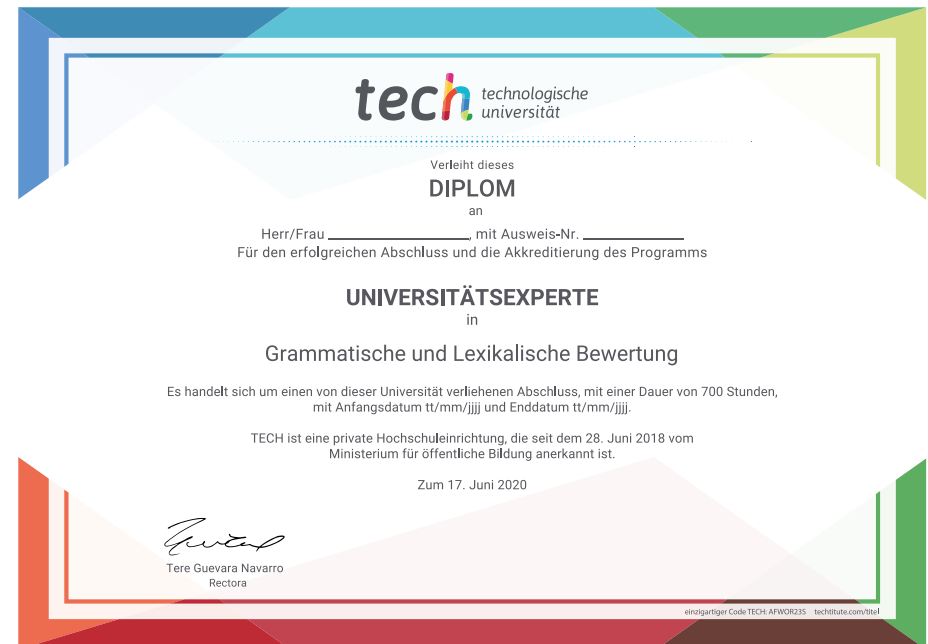 tech technologische
universität
Verleiht dieses
DIPLOM
an
Herr/Frau ____________________, mit Ausweis-Nr. ______________
Für den erfolgreichen Abschluss und die Akkreditierung des Programms
UNIVERSITÄTSEXPERTE
in
Grammatische und Lexikalische Bewertung
Es handelt sich um einen von dieser Universität verliehenen Abschluss, mit einer Dauer von 700 Stunden,
mit Anfangsdatum tt/mm/jjjj und Enddatum tt/mm/jjjj.
TECH ist eine private Hochschuleinrichtung, die seit dem 28. Juni 2018 vom
Ministerium für öffentliche Bildung anerkannt ist.
Zum 17. Juni 2020
Tere Guevara Navarro
Rectora
einzigartiger Code TECH: AFWOR23S techtitute.com/titel